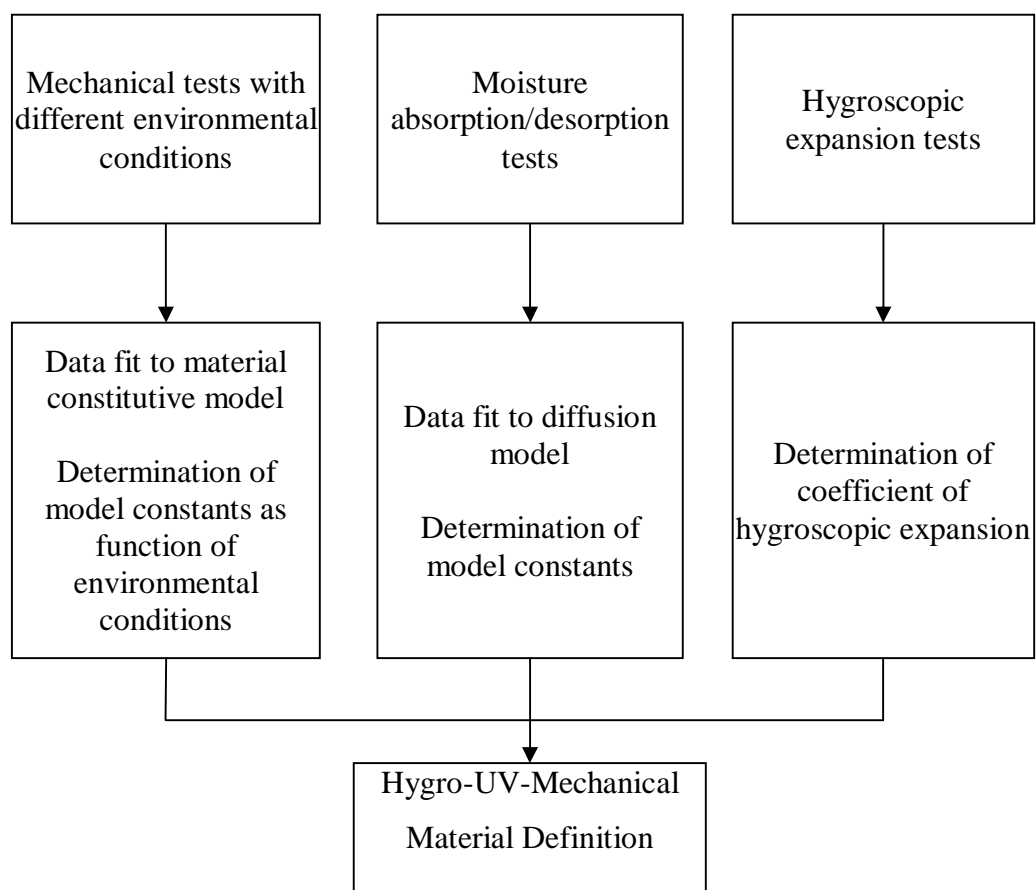 Mechanical tests with
different environmental
conditions
Moisture
absorption/desorption
tests
Hygroscopic
expansion tests
Data fit to material
constitutive model
Determination of
model constants as
function of
environmental
conditions
Data fit to diffusion
model
Determination of
model constants
Determination of
coefficient of
hygroscopic expansion
Hygro-UV-Mechanical
Material Definition